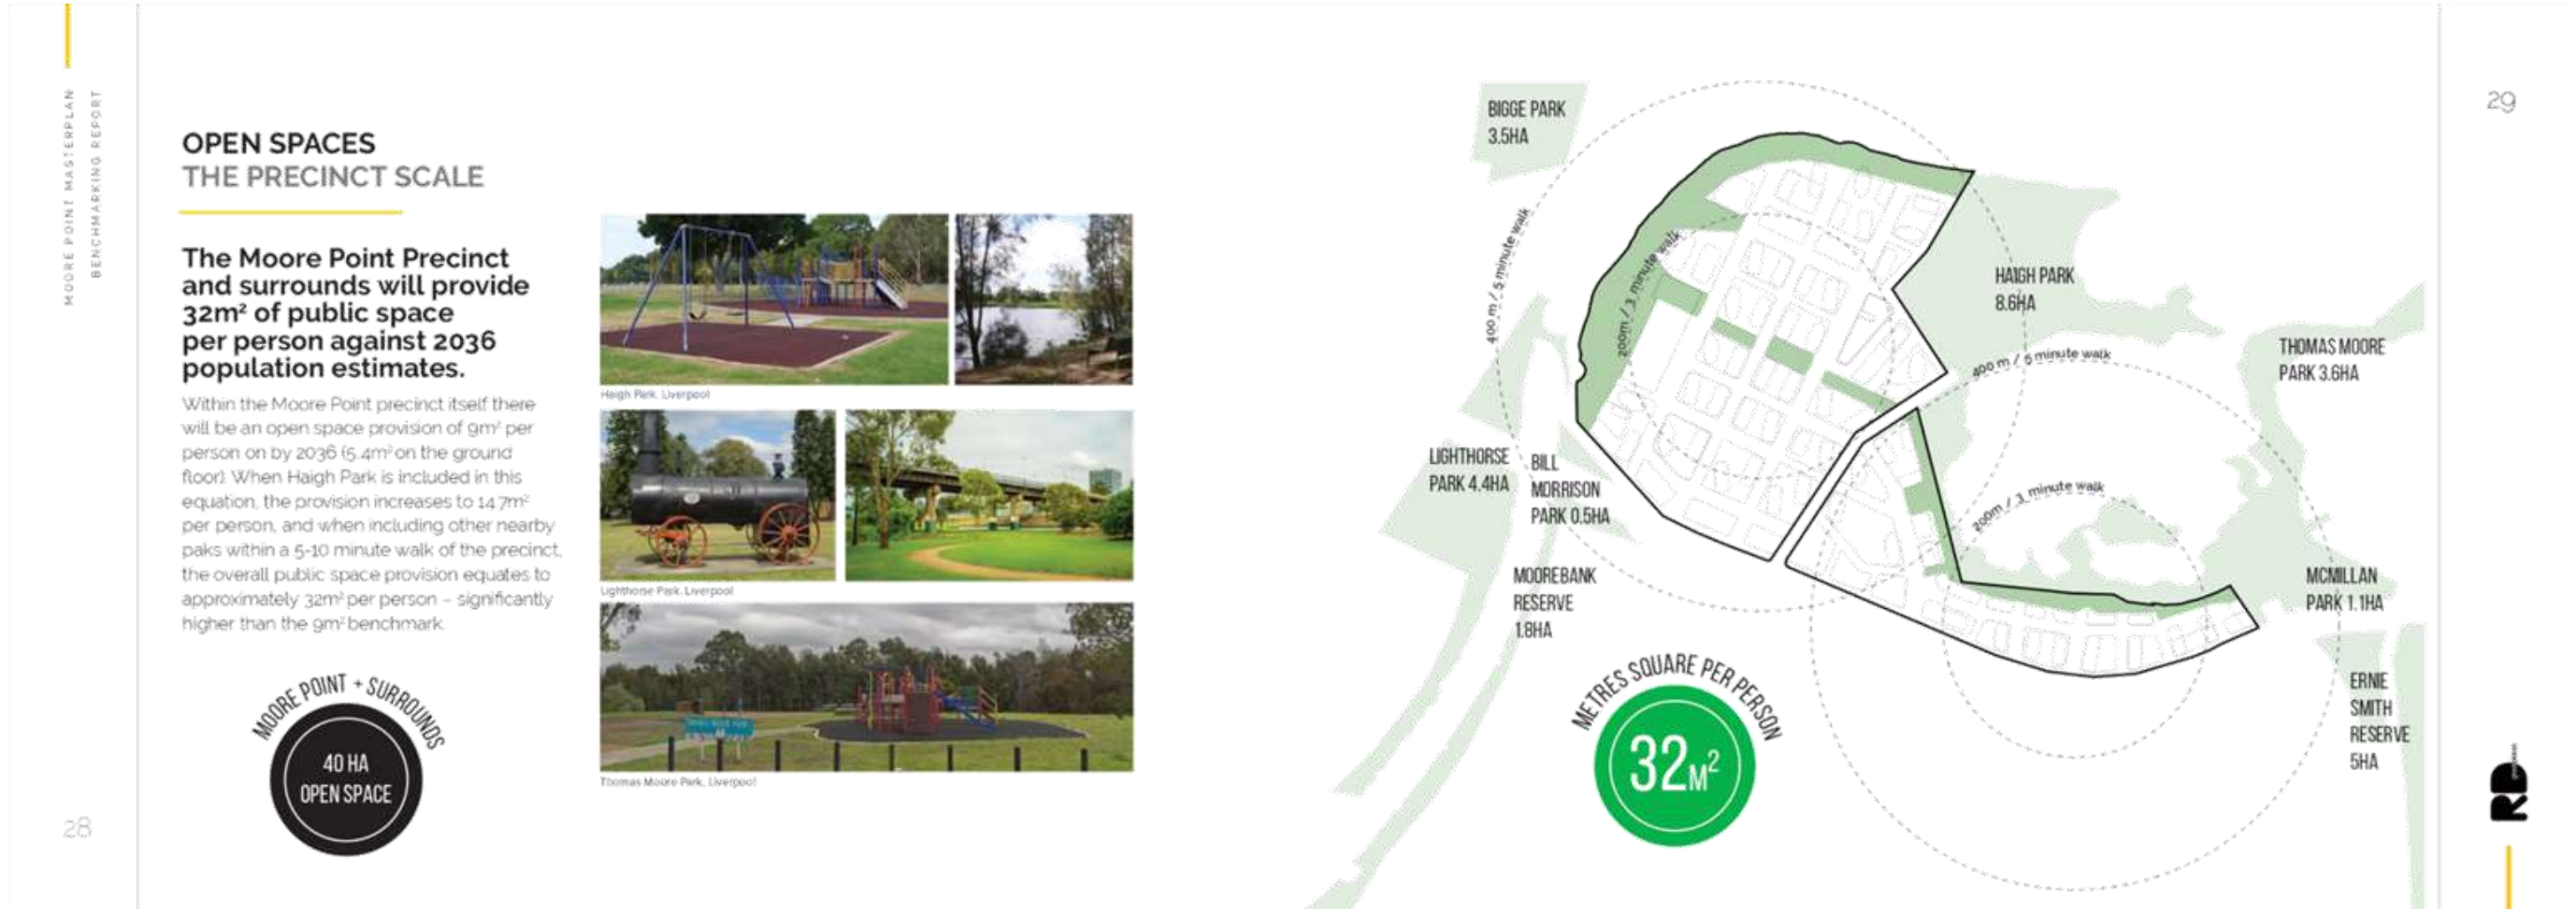 MOORE POINT MASTERPLAN
BENCHMARKING REPORT
OPEN SPACES
THE PRECINCT SCALE
The Moore Point Precinct
and surrounds will provide
32m² of public space
per person against 2036
population estimates.
Within the Moore Point precinct itself there
will be an open space provision of 9m² per
person on by 2036 (5.4m² on the ground
floor). When Haigh Park is included in this
equation, the provision increases to 14.7m²
per person, and when including other nearby
paks within a 5-10 minute walk of the precinct,
the overall public space provision equates to
approximately 32m² per person – significantly
higher than the 9m² benchmark.
MOORE POINT + SURROUNDS
40 HA
OPEN SPACE
28
Haigh Park, Liverpool
Lighthorse Park, Liverpool
Thomas Moore Park, Liverpool
BIGGE PARK
3.5HA
400 m / 5 minute walk
200m / 3 minute walk
HAIGH PARK
8.6HA
THOMAS MOORE
PARK 3.6HA
400 m / 5 minute walk
200m / 3 minute walk
LIGHTHORSE
PARK 4.4HA
BILL
MORRISON
PARK 0.5HA
MOOREBANK
RESERVE
1.8HA
MCMILLAN
PARK 1.1HA
ERNIE
SMITH
RESERVE
5HA
METRES SQUARE PER PERSON
32M²
29
RD